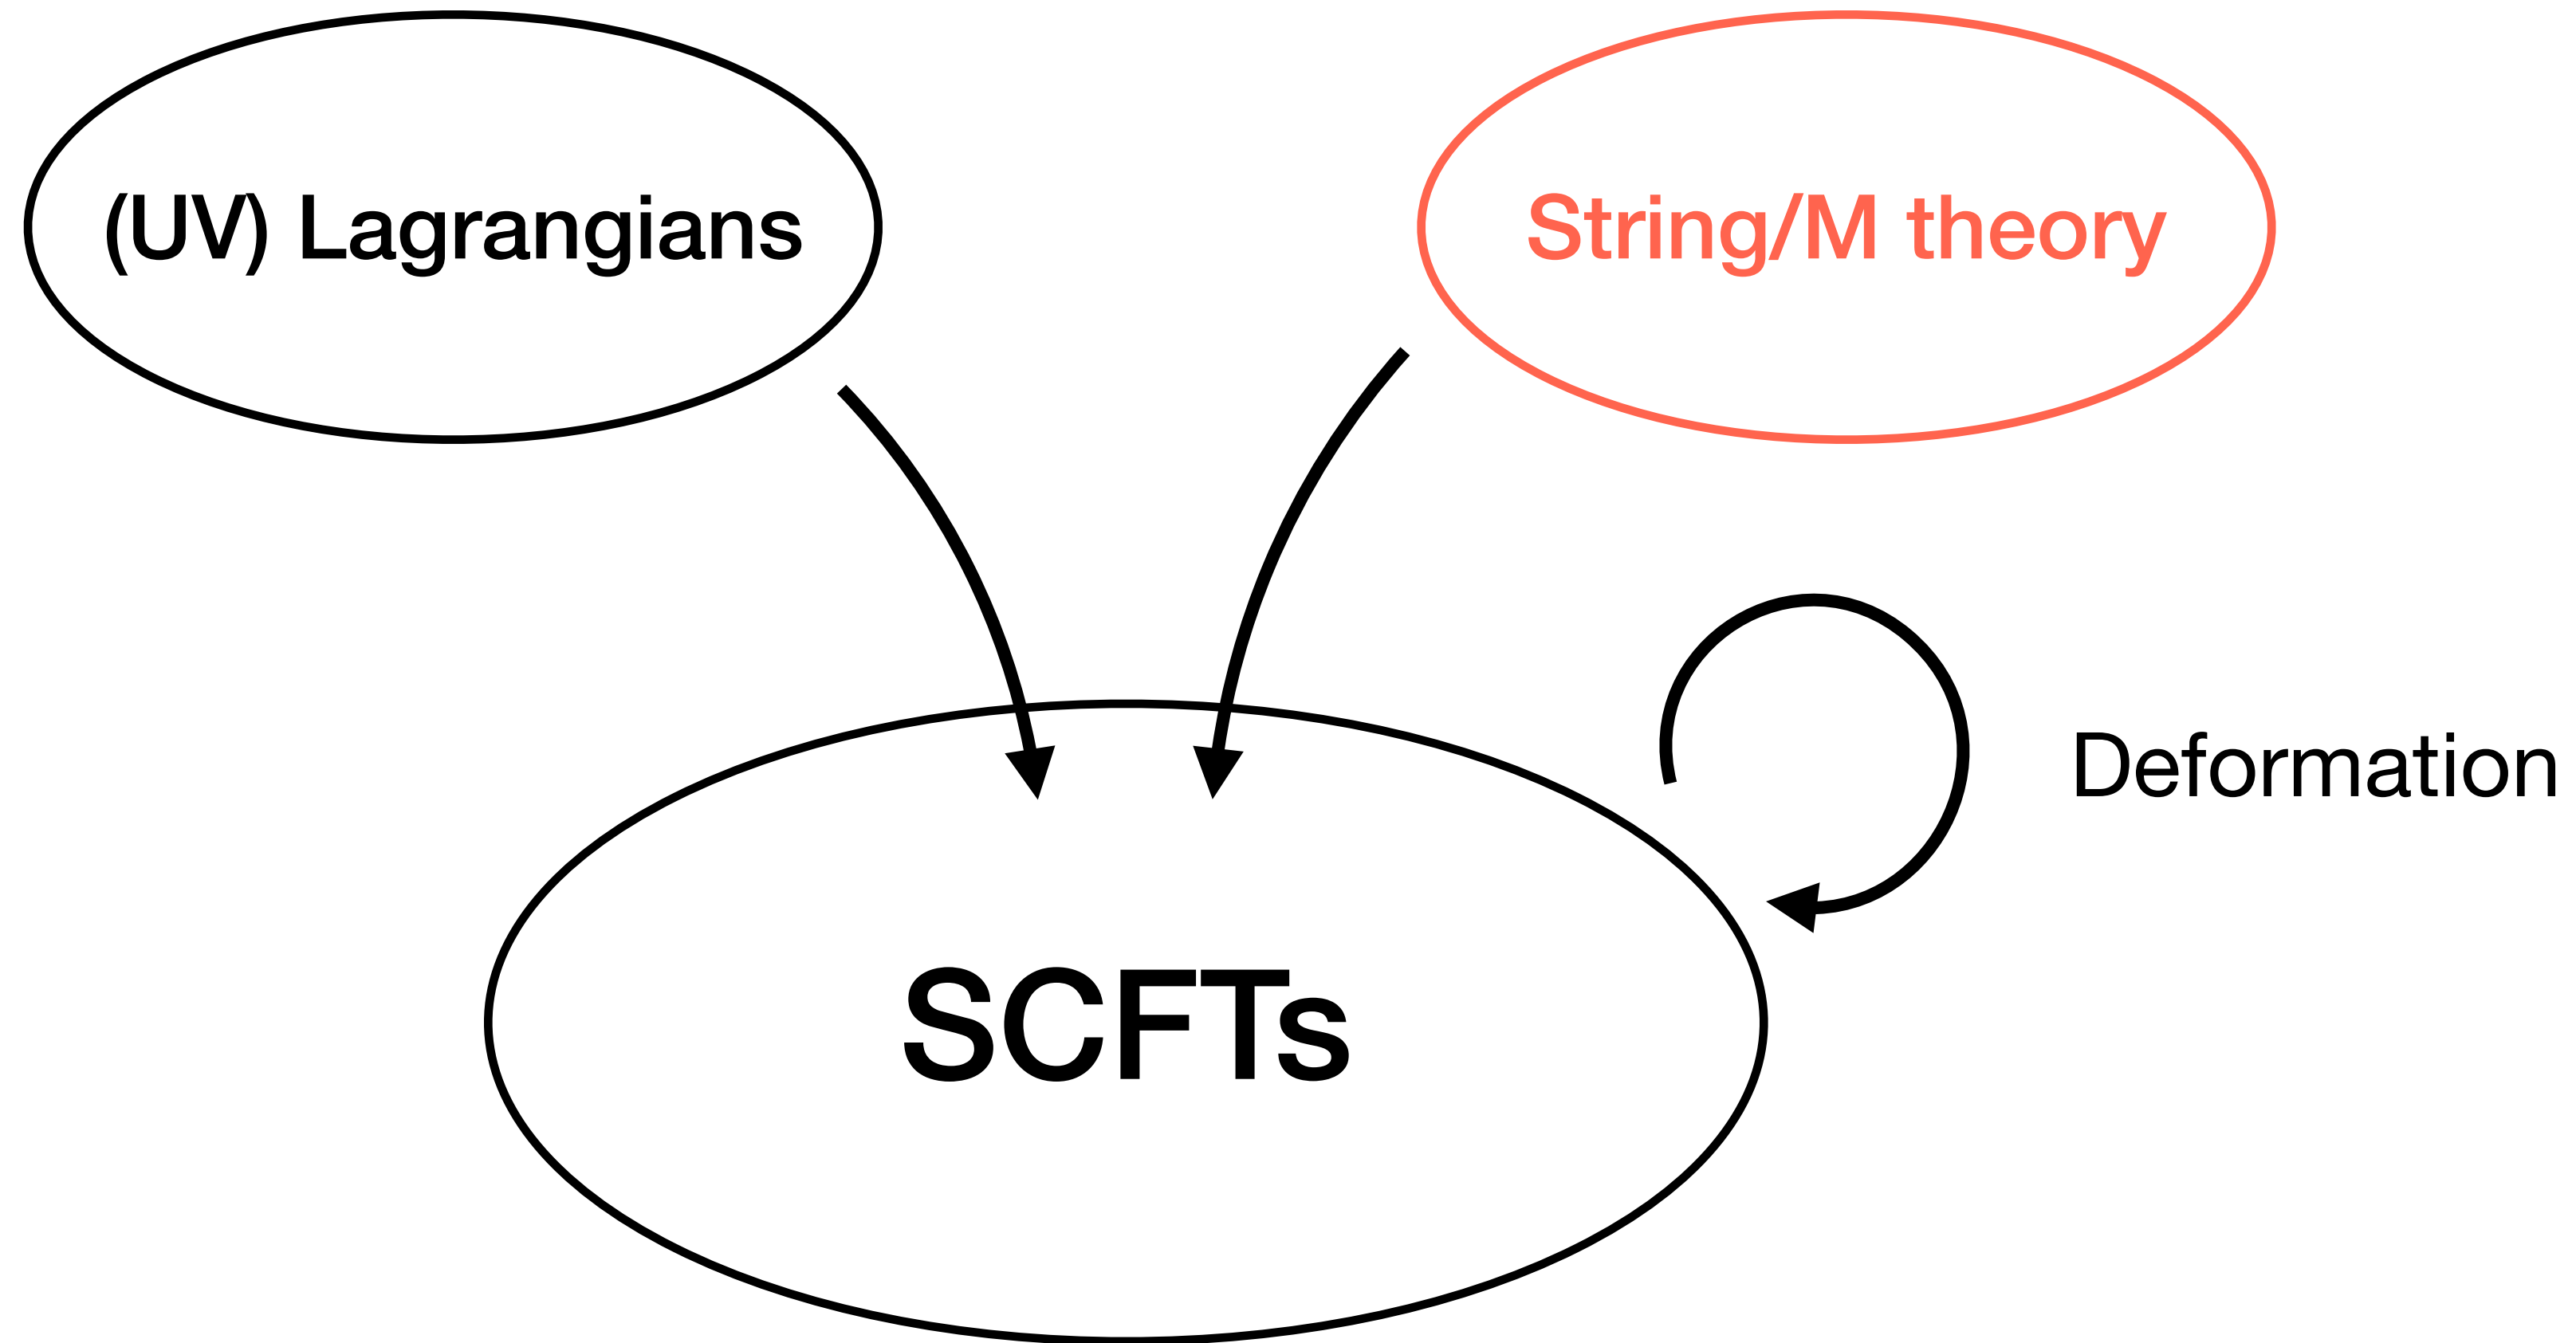 (UV) Lagrangians
String/M theory
Deformation
SCFTs